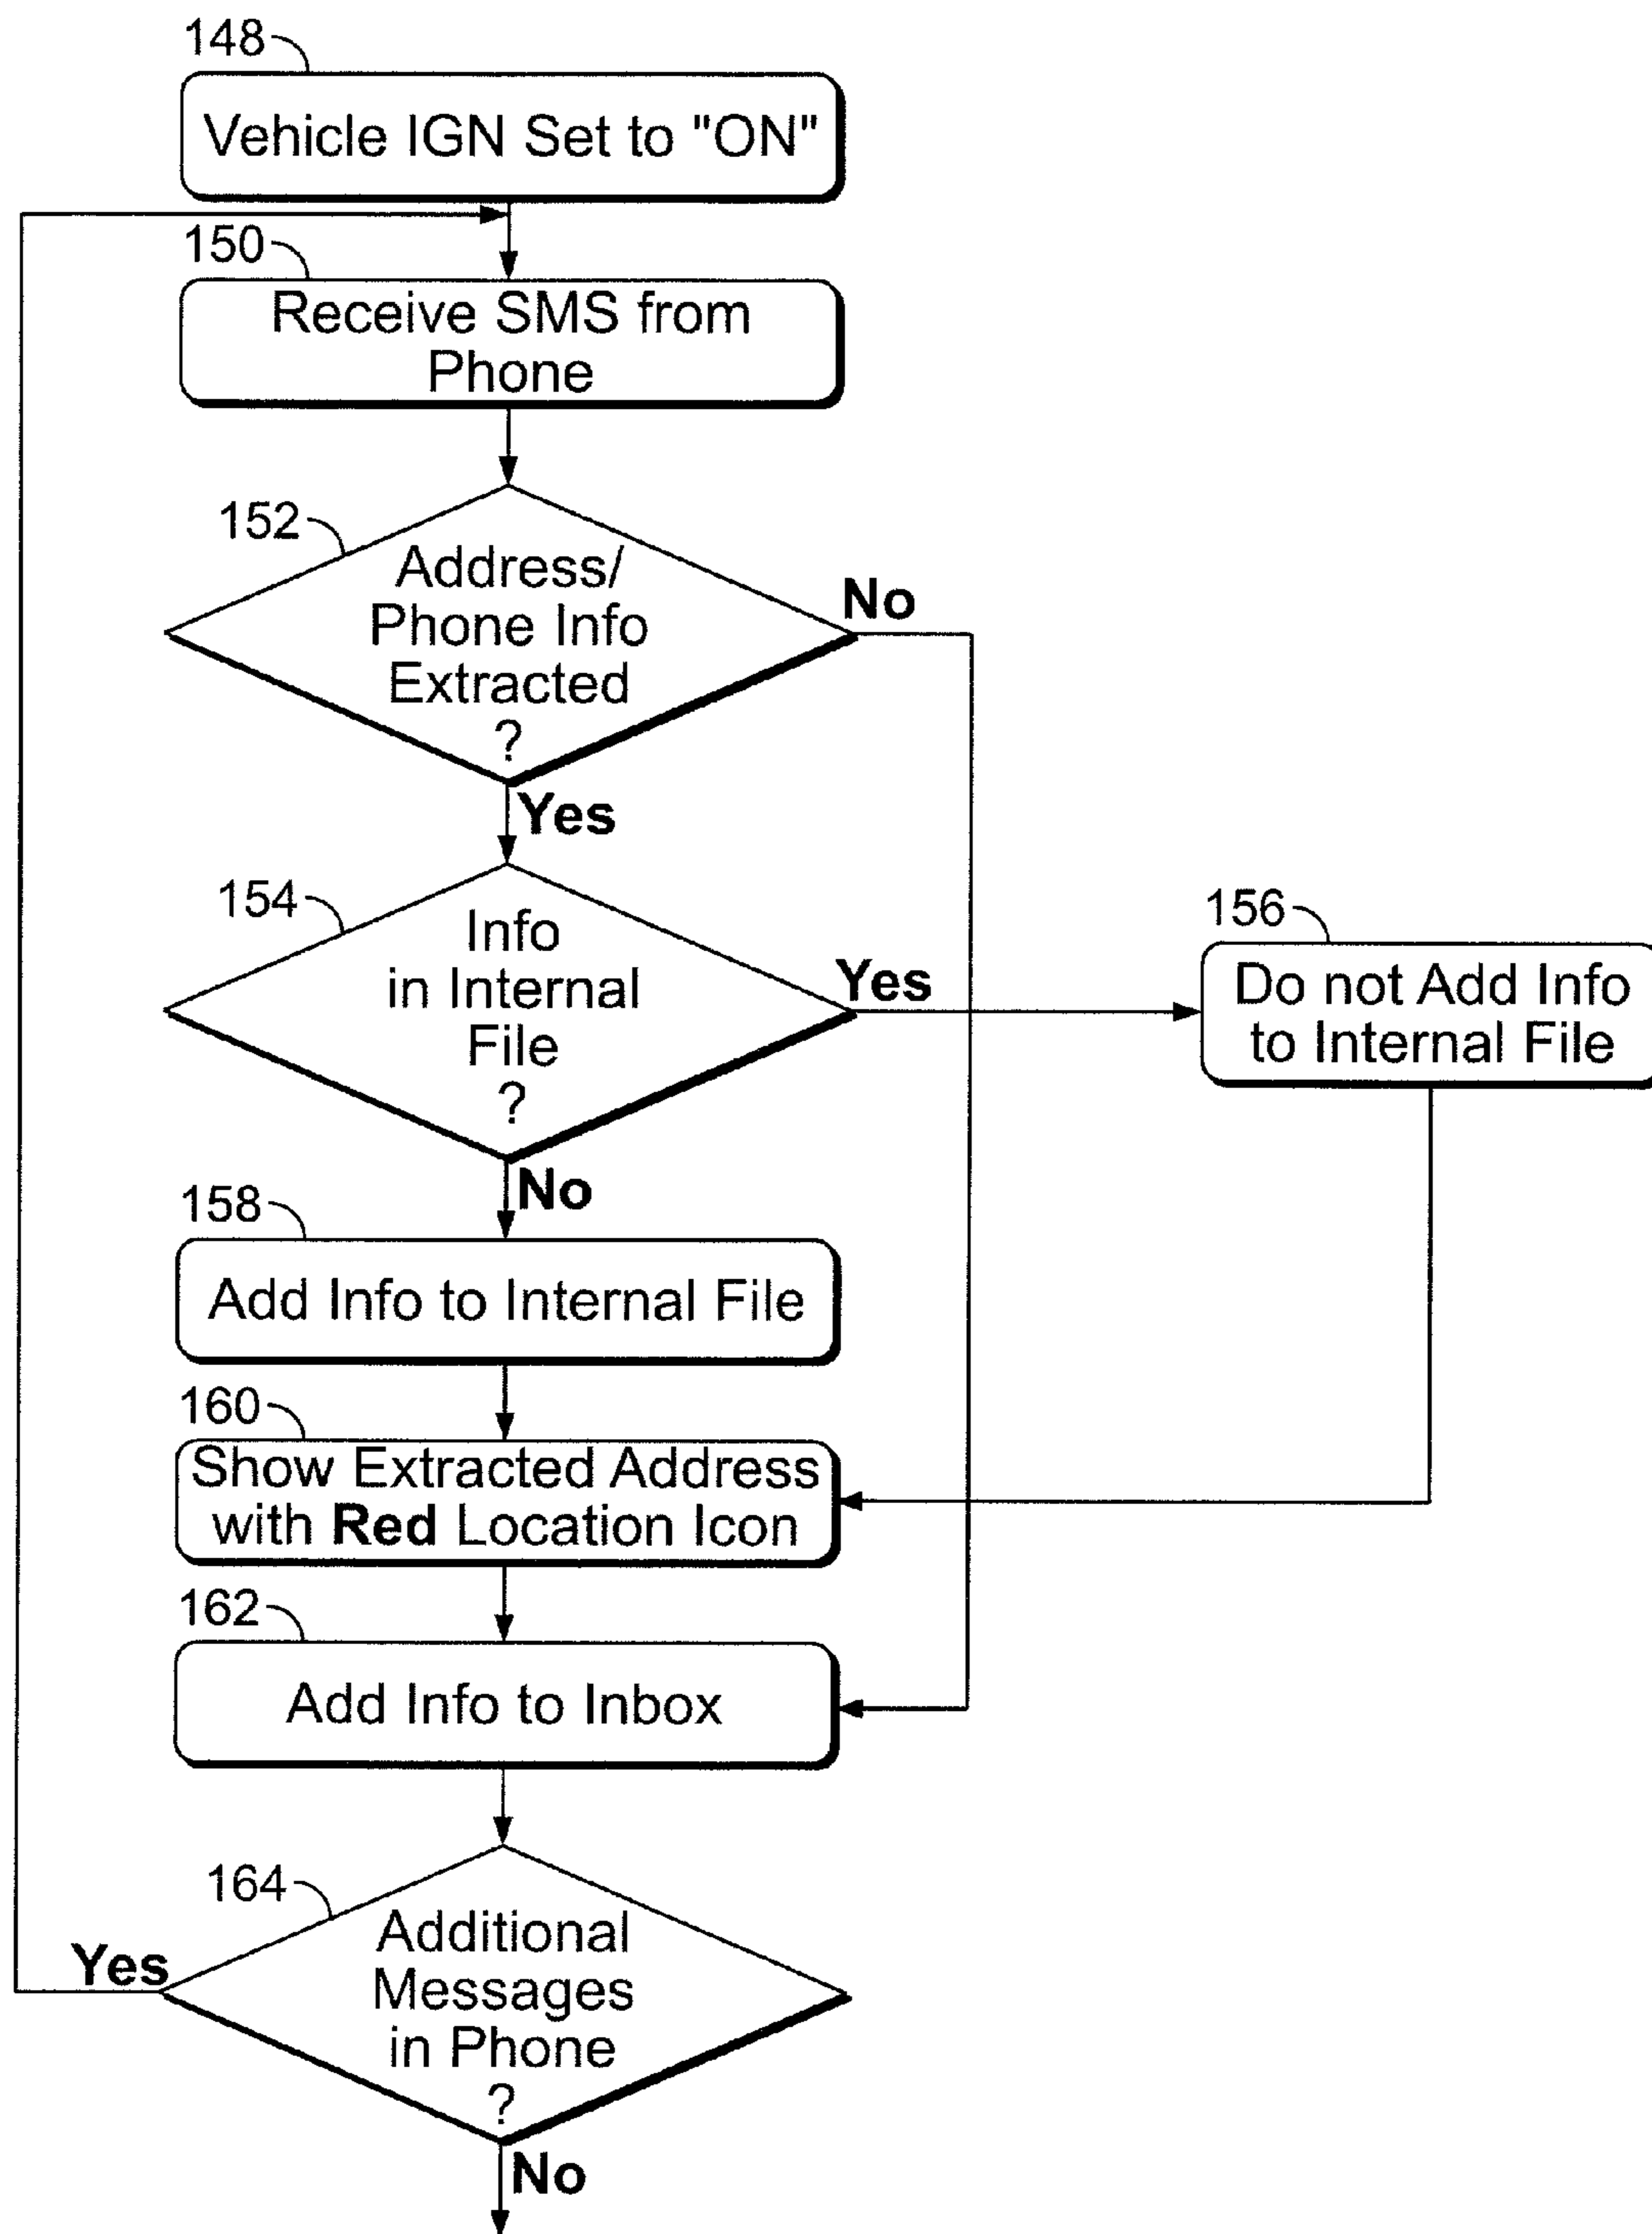 148
Vehicle IGN Set to "ON"
150
Receive SMS from
Phone
152
Address/
Phone Info
Extracted
?
No
Yes
154
Info
in Internal
File
?
Yes
156
Do not Add Info
to Internal File
No
158
Add Info to Internal File
160
Show Extracted Address
with Red Location Icon
162
Add Info to Inbox
164
Additional
Messages
in Phone
?
Yes
No